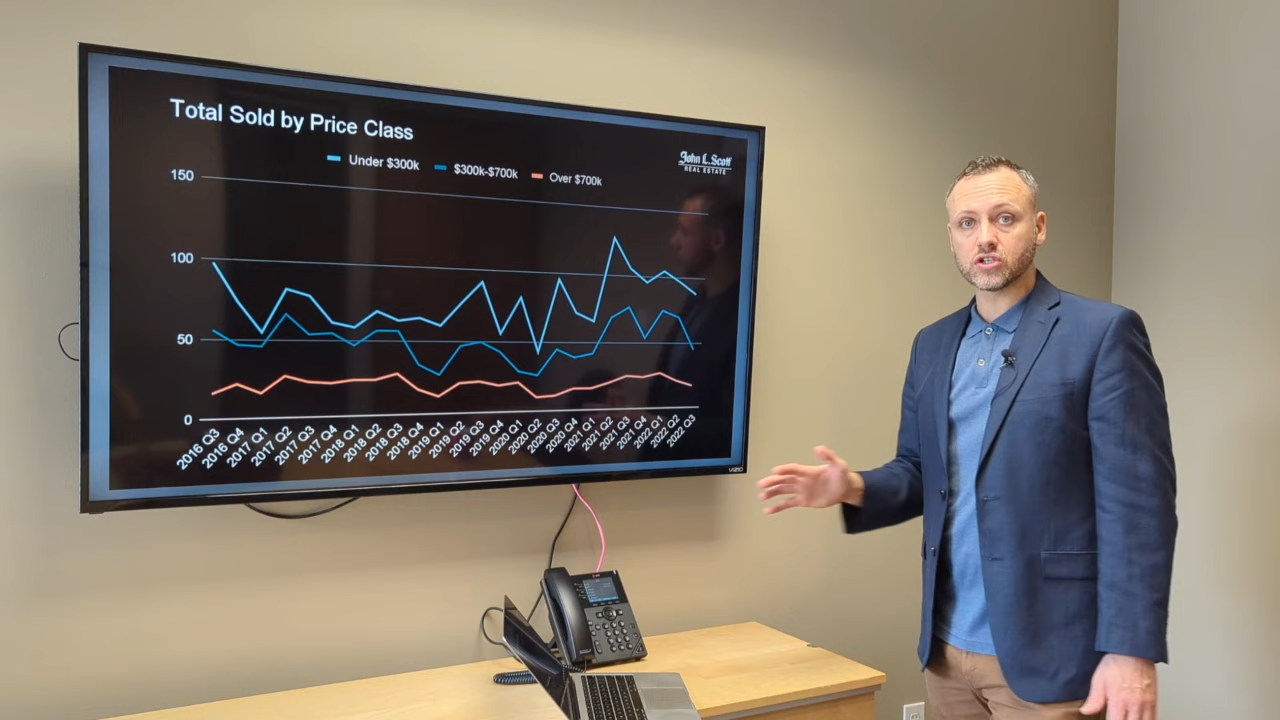 Total Sold by Price Class
John L. Scott
REAL ESTATE
Under $300k
$300k-$700k
Over $700k
150
100
50
0
2016 Q3
2016 Q4
2017 Q1
2017 Q2
2017 Q3
2017 Q4
2018 Q1
2018 Q2
2018 Q3
2018 Q4
2019 Q1
2019 Q2
2019 Q3
2019 Q4
2020 Q1
2020 Q2
2020 Q3
2020 Q4
2021 Q1
2021 Q2
2021 Q3
2021 Q4
2022 Q1
2022 Q2
2022 Q3
VIZIO